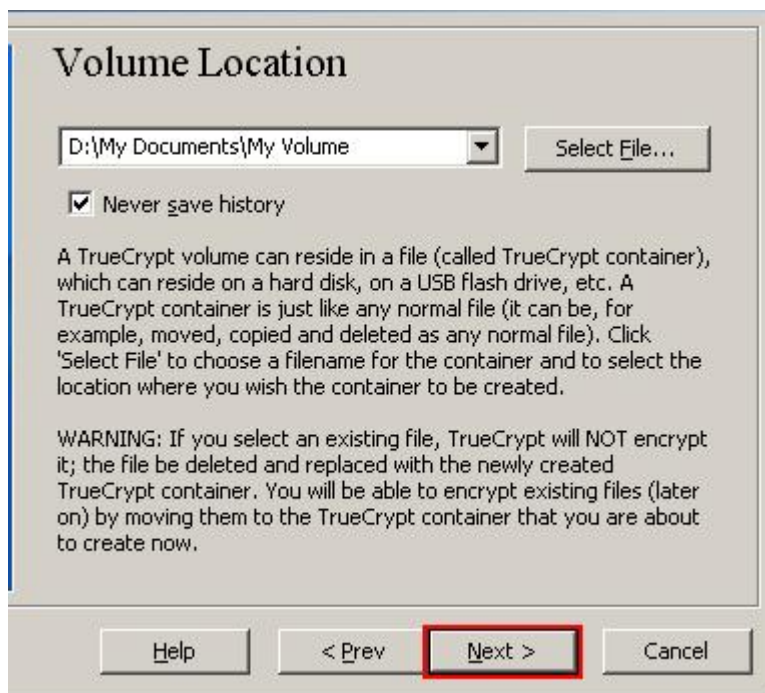 Volume Location
D:\My Documents\My Volume
Select File...
Never save history
A TrueCrypt volume can reside in a file (called TrueCrypt container),
which can reside on a hard disk, on a USB flash drive, etc. A
TrueCrypt container is just like any normal file (it can be, for
example, moved, copied and deleted as any normal file). Click
'Select File' to choose a filename for the container and to select the
location where you wish the container to be created.
WARNING: If you select an existing file, TrueCrypt will NOT encrypt
it; the file be deleted and replaced with the newly created
TrueCrypt container. You will be able to encrypt existing files (later
on) by moving them to the TrueCrypt container that you are about
to create now.
Help
< Prev
Next >
Cancel